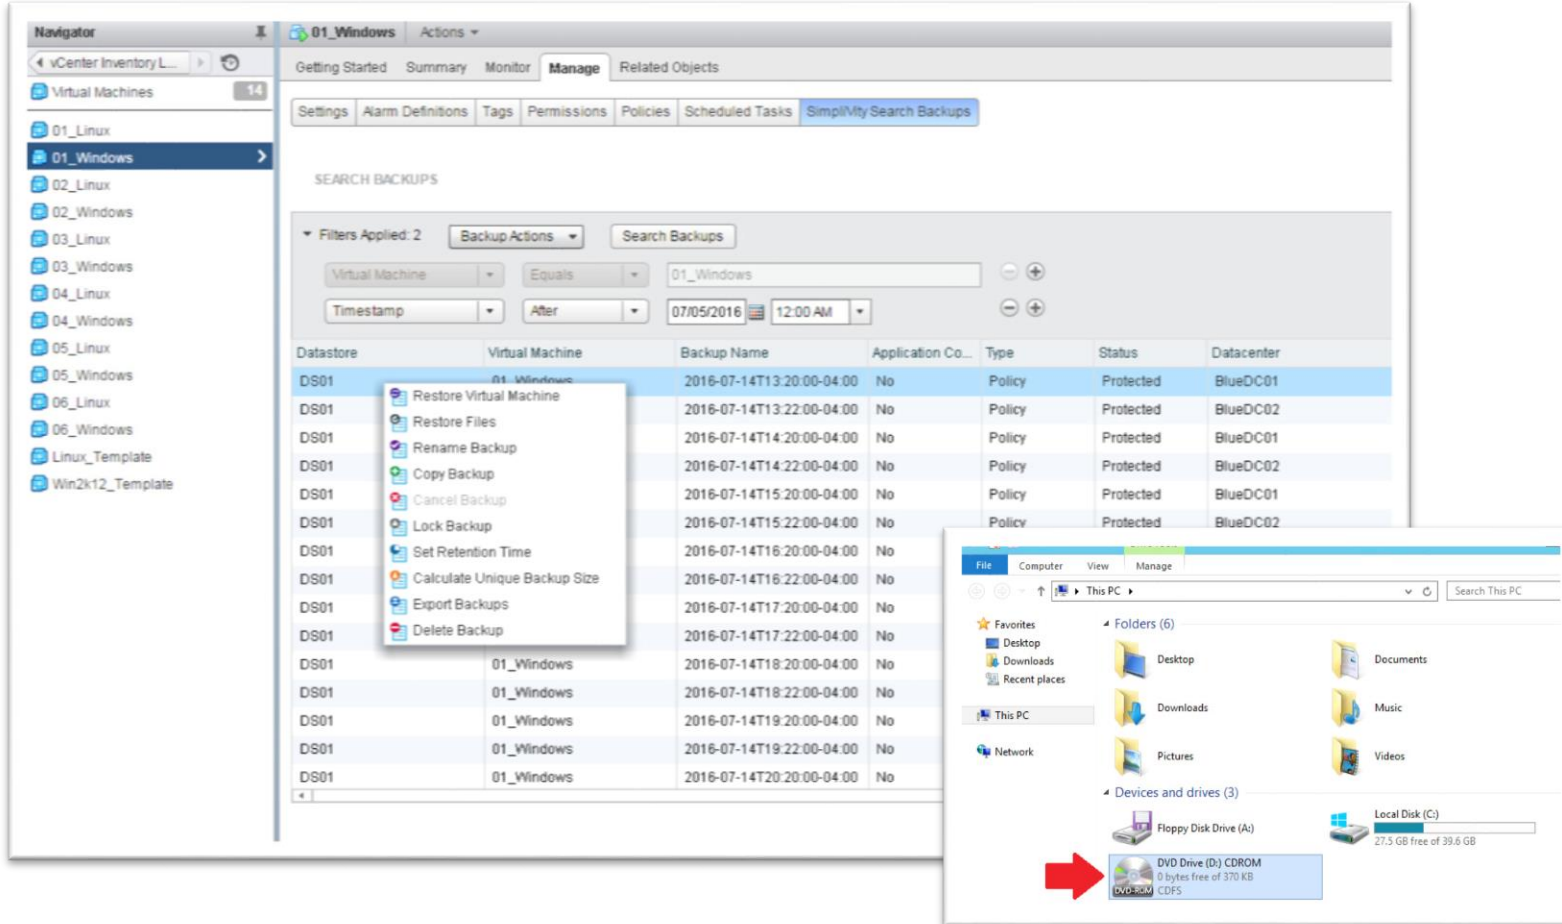 Navigator
01_Windows Actions
vCenter Inventory L...
Getting Started Summary Monitor Manage Related Objects
Virtual Machines 14
Settings Alarm Definitions Tags Permissions Policies Scheduled Tasks SimpliVity Search Backups
01_Linux
01_Windows
02_Linux
02_Windows
03_Linux
03_Windows
04_Linux
04_Windows
05_Linux
05_Windows
06_Linux
06_Windows
Linux_Template
Win2k12_Template
SEARCH BACKUPS
Filters Applied: 2 Backup Actions Search Backups
Virtual Machine Equals 01_Windows
Timestamp After 07/05/2016 12:00 AM
Datastore Virtual Machine Backup Name Application Co... Type Status Datacenter
DS01 01_Windows 2016-07-14T13:20:00-04:00 No Policy Protected BlueDC01
DS01 2016-07-14T13:22:00-04:00 No Policy Protected BlueDC02
DS01 2016-07-14T14:20:00-04:00 No Policy Protected BlueDC01
DS01 2016-07-14T14:22:00-04:00 No Policy Protected BlueDC02
DS01 2016-07-14T15:20:00-04:00 No Policy Protected BlueDC01
DS01 2016-07-14T15:22:00-04:00 No Policy Protected BlueDC02
DS01 2016-07-14T16:20:00-04:00 No
DS01 2016-07-14T16:22:00-04:00 No
DS01 2016-07-14T17:20:00-04:00 No
DS01 2016-07-14T17:22:00-04:00 No
DS01 01_Windows 2016-07-14T18:20:00-04:00 No
DS01 01_Windows 2016-07-14T18:22:00-04:00 No
DS01 01_Windows 2016-07-14T19:20:00-04:00 No
DS01 01_Windows 2016-07-14T19:22:00-04:00 No
DS01 01_Windows 2016-07-14T20:20:00-04:00 No
Restore Virtual Machine
Restore Files
Rename Backup
Copy Backup
Cancel Backup
Lock Backup
Set Retention Time
Calculate Unique Backup Size
Export Backups
Delete Backup
File Computer View Manage
This PC Search This PC
Favorites
Desktop
Downloads
Recent places
This PC
Network
Folders (6)
Desktop Documents
Downloads Music
Pictures Videos
Devices and drives (3)
Floppy Disk Drive (A:)
Local Disk (C:)
27.5 GB free of 39.6 GB
DVD Drive (D:) CDROM
0 bytes free of 370 KB
CDFS
DVD-ROM